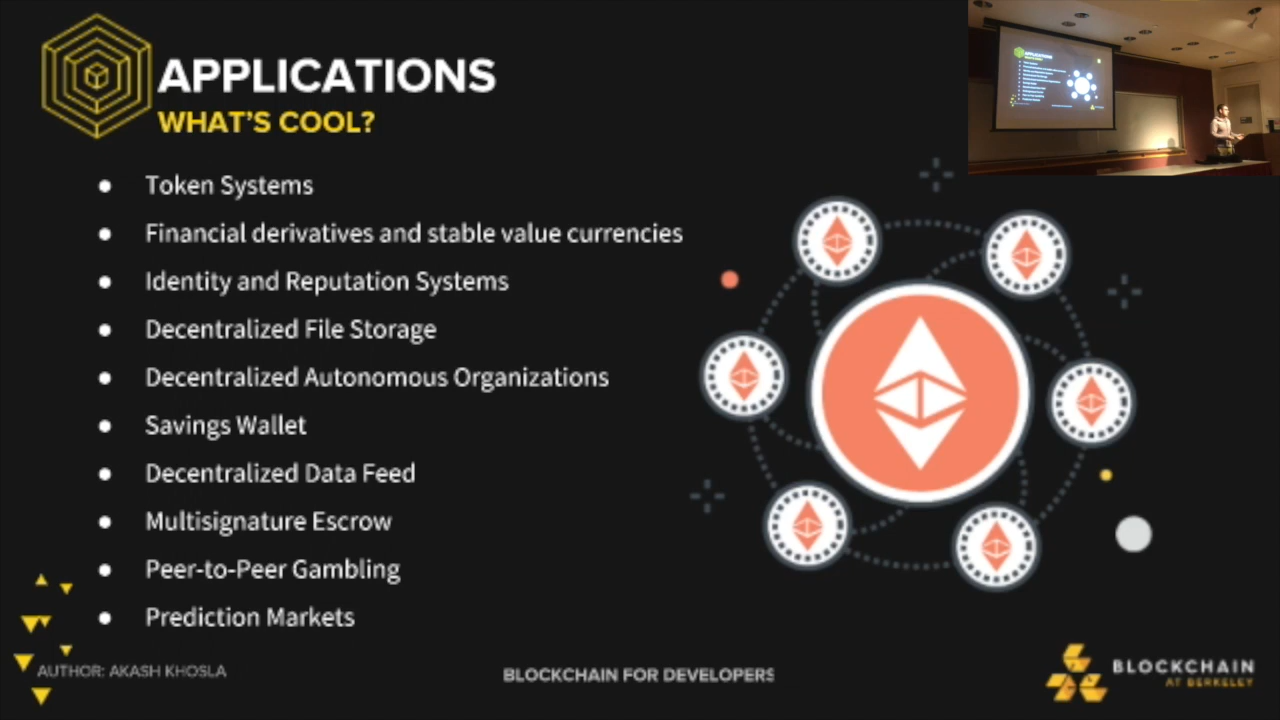 APPLICATIONS
WHAT'S COOL?
● Token Systems
● Financial derivatives and stable value currencies
● Identity and Reputation Systems
● Decentralized File Storage
● Decentralized Autonomous Organizations
● Savings Wallet
● Decentralized Data Feed
● Multisignature Escrow
● Peer-to-Peer Gambling
● Prediction Markets
AUTHOR: AKASH KHOSLA
BLOCKCHAIN FOR DEVELOPERS
BLOCKCHAIN
AT BERKELEY